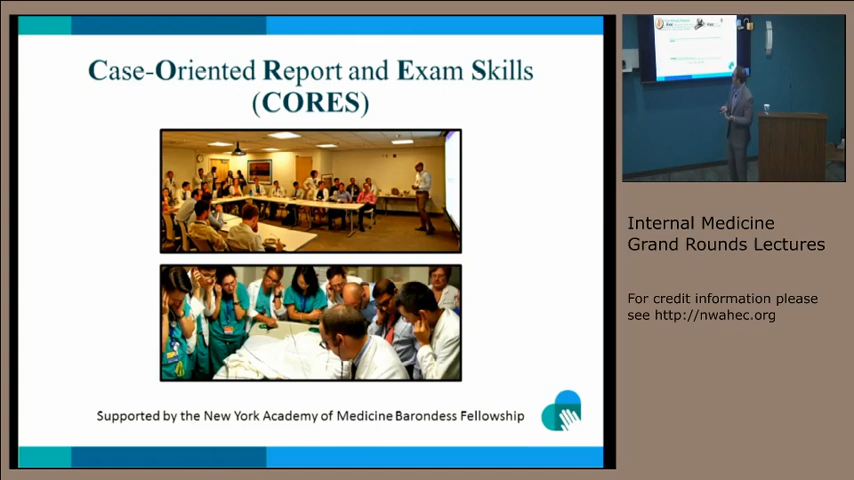 Case-Oriented Report and Exam Skills
(CORES)
Supported by the New York Academy of Medicine Barondess Fellowship
Internal Medicine
Grand Rounds Lectures
For credit information please
see http://nwahec.org